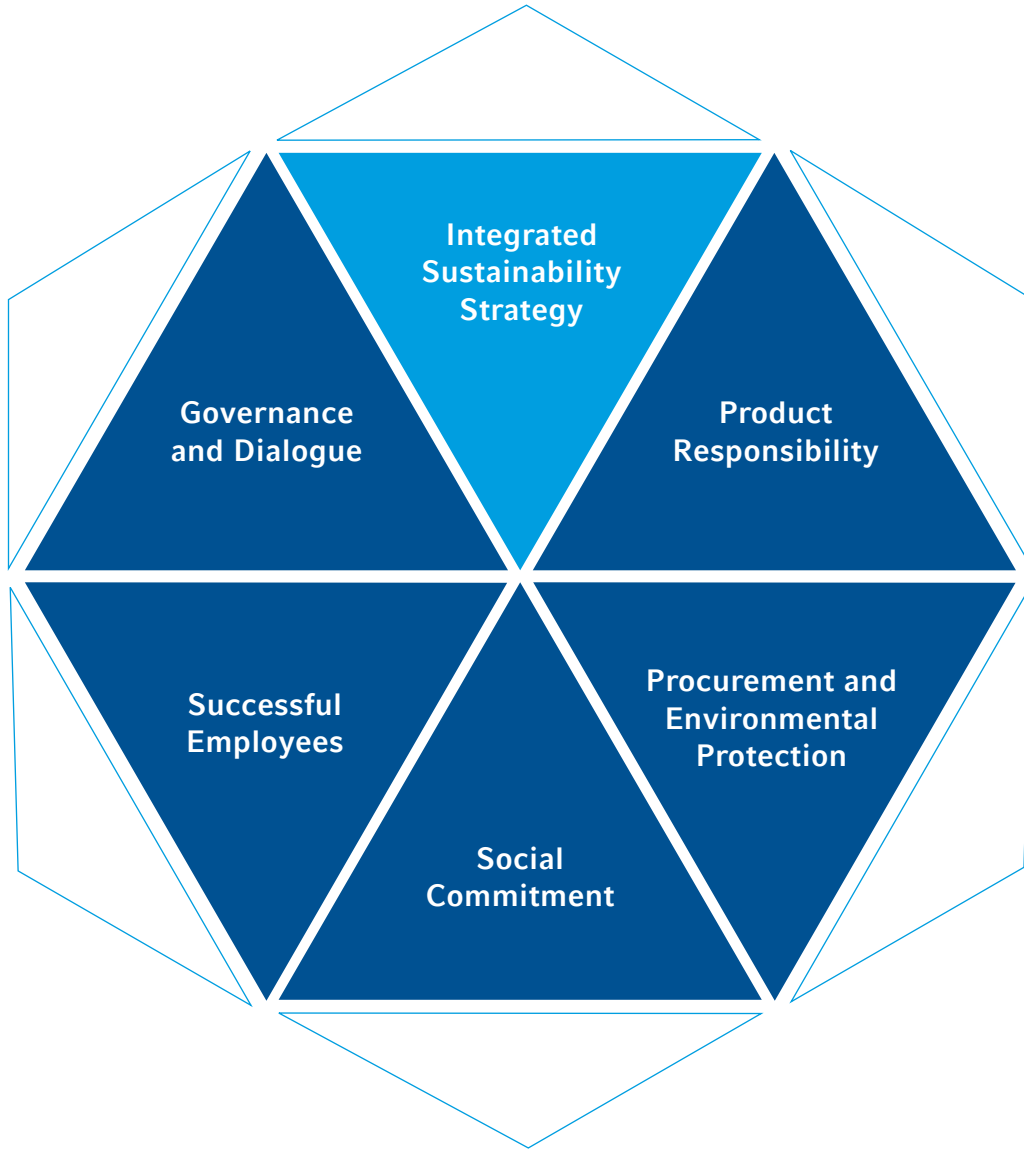 Integrated
Sustainability
Strategy
Governance
and Dialogue
Product
Responsibility
Successful
Employees
Procurement and
Environmental
Protection
Social
Commitment